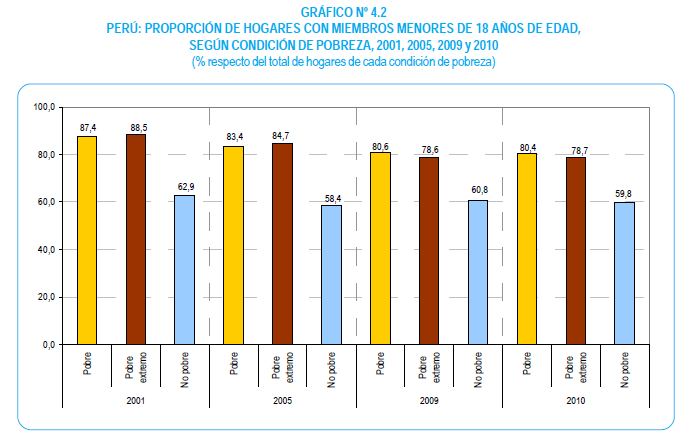 GRÁFICO Nº 4.2
PERÚ: PROPORCIÓN DE HOGARES CON MIEMBROS MENORES DE 18 AÑOS DE EDAD,
SEGÚN CONDICIÓN DE POBREZA, 2001, 2005, 2009 y 2010
(% respecto del total de hogares de cada condición de pobreza)
100,0
80,0
60,0
40,0
20,0
0,0
87,4 88,5 62,9 83,4 84,7 58,4 80,6 78,6 60,8 80,4 78,7 59,8
Pobre
Pobre
extremo
No pobre
Pobre
Pobre
extremo
No pobre
Pobre
Pobre
extremo
No pobre
Pobre
Pobre
extremo
No pobre
2001 2005 2009 2010